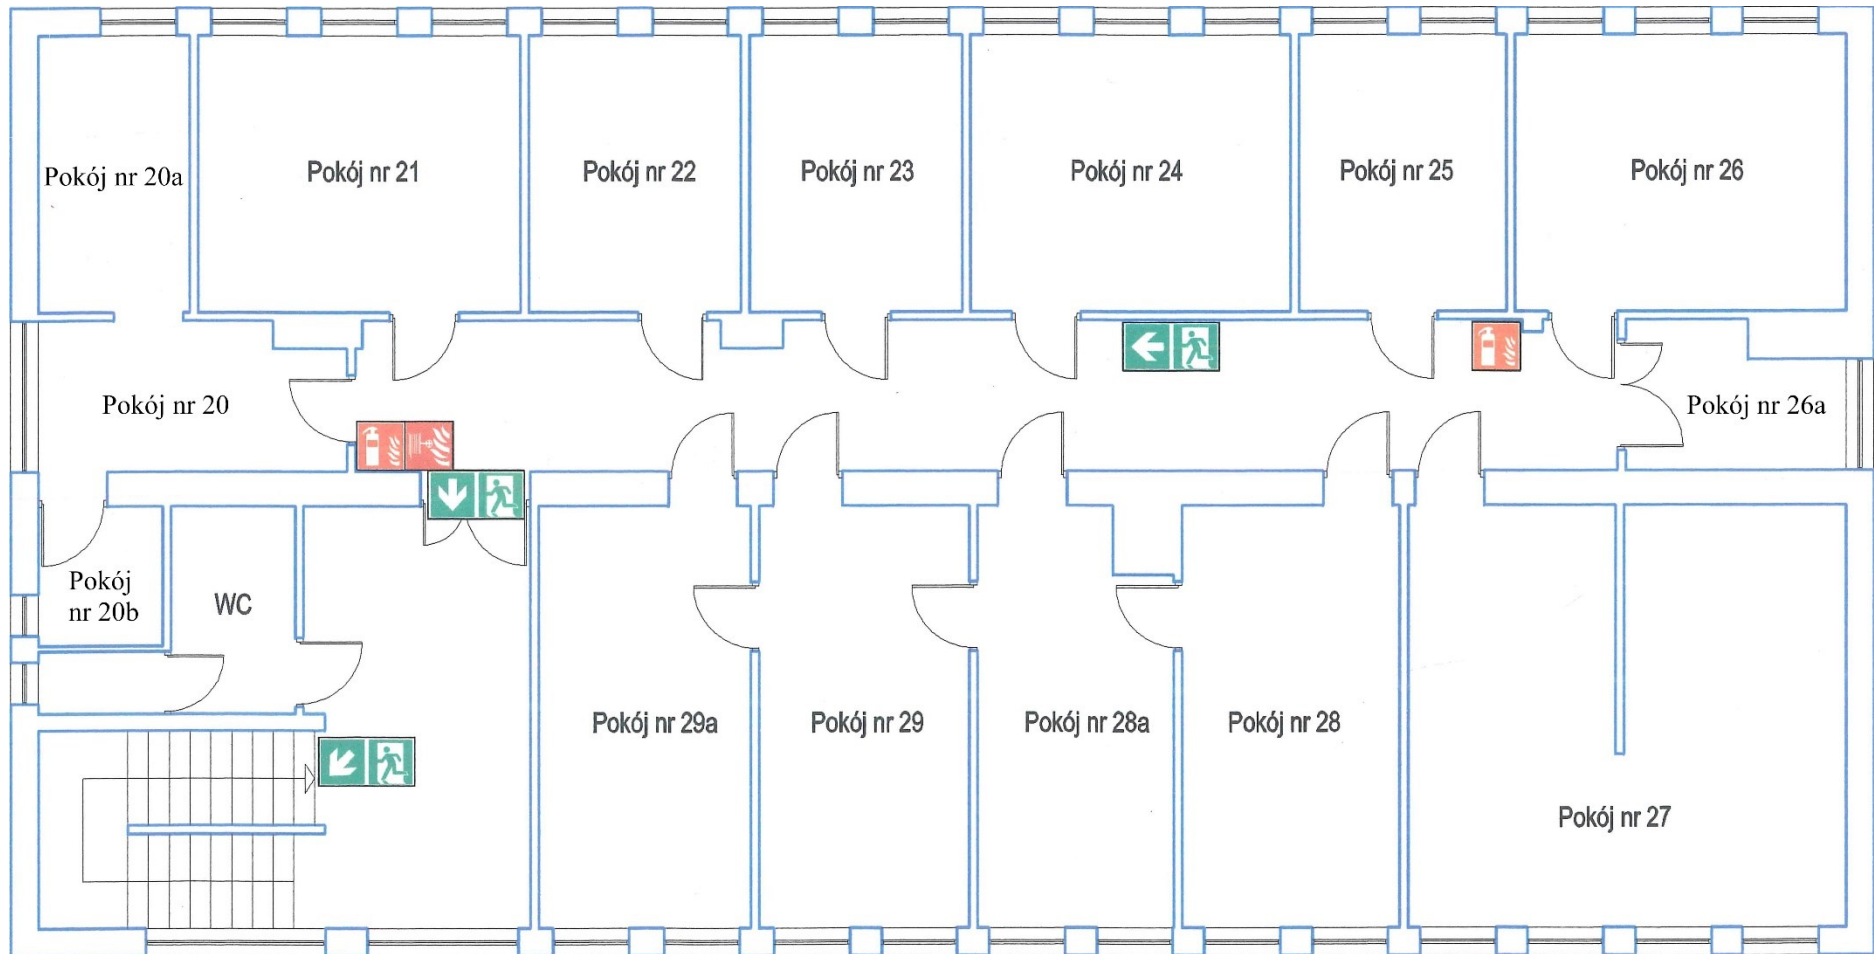 Pokój nr 20a
Pokój nr 21
Pokój nr 22
Pokój nr 23
Pokój nr 24
Pokój nr 25
Pokój nr 26
Pokój nr 20
Pokój nr 26a
Pokój
nr 20b
WC
Pokój nr 29a
Pokój nr 29
Pokój nr 28a
Pokój nr 28
Pokój nr 27